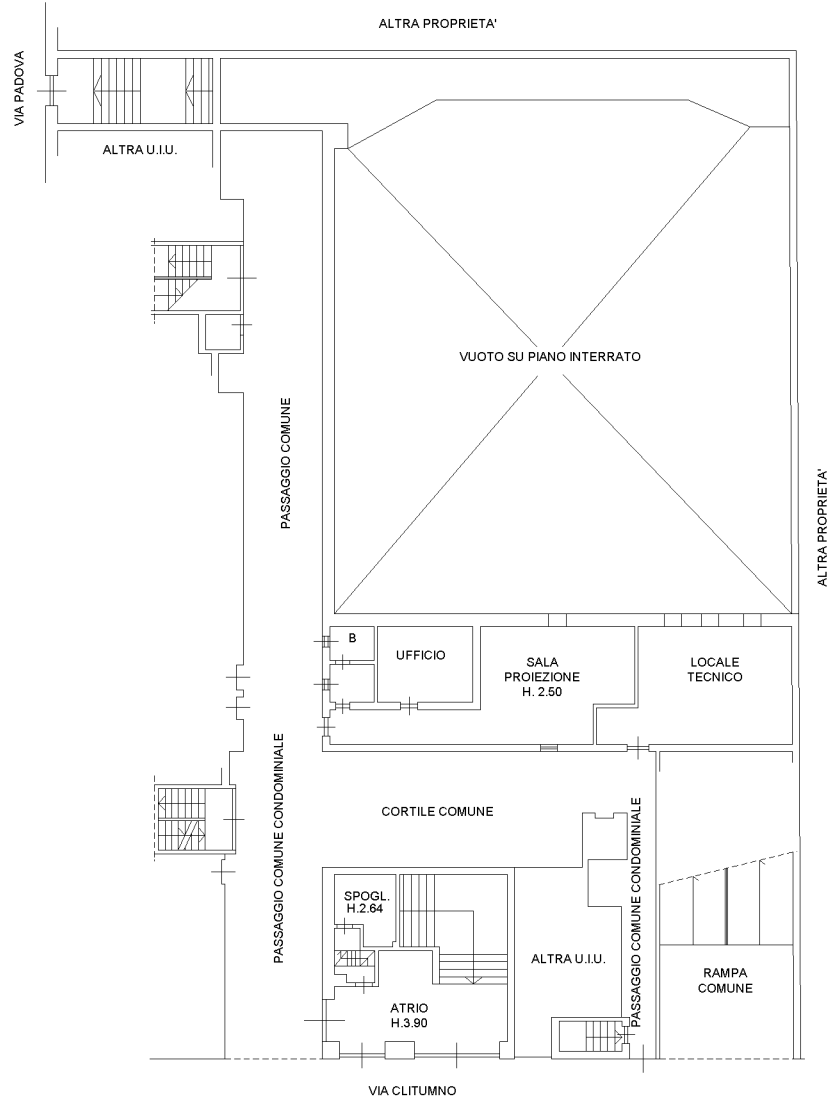 ALTRA PROPRIETA'
VIA PADOVA
ALTRA U.I.U.
VUOTO SU PIANO INTERRATO
PASSAGGIO COMUNE
ALTRA PROPRIETA'
B
UFFICIO
SALA
PROIEZIONE
H. 2.50
LOCALE
TECNICO
PASSAGGIO COMUNE CONDOMINIALE
CORTILE COMUNE
PASSAGGIO COMUNE CONDOMINIALE
SPOGL.
H.2.64
ALTRA U.I.U.
RAMPA
COMUNE
ATRIO
H.3.90
VIA CLITUMNO